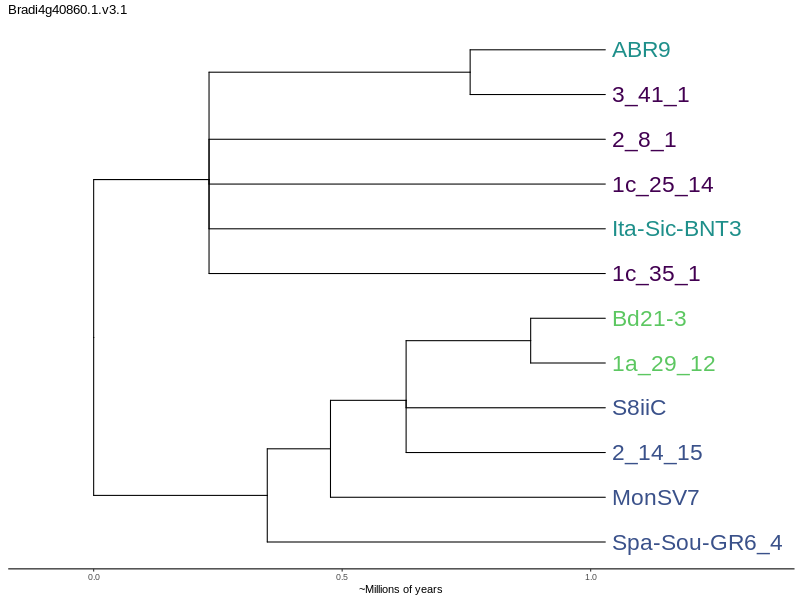 Bradi4g40860.1.v3.1
ABR9
3_41_1
2_8_1
1c_25_14
Ita-Sic-BNT3
1c_35_1
Bd21-3
1a_29_12
S8iiC
2_14_15
MonSV7
Spa-Sou-GR6_4
0.0 0.5 1.0
~Millions of years